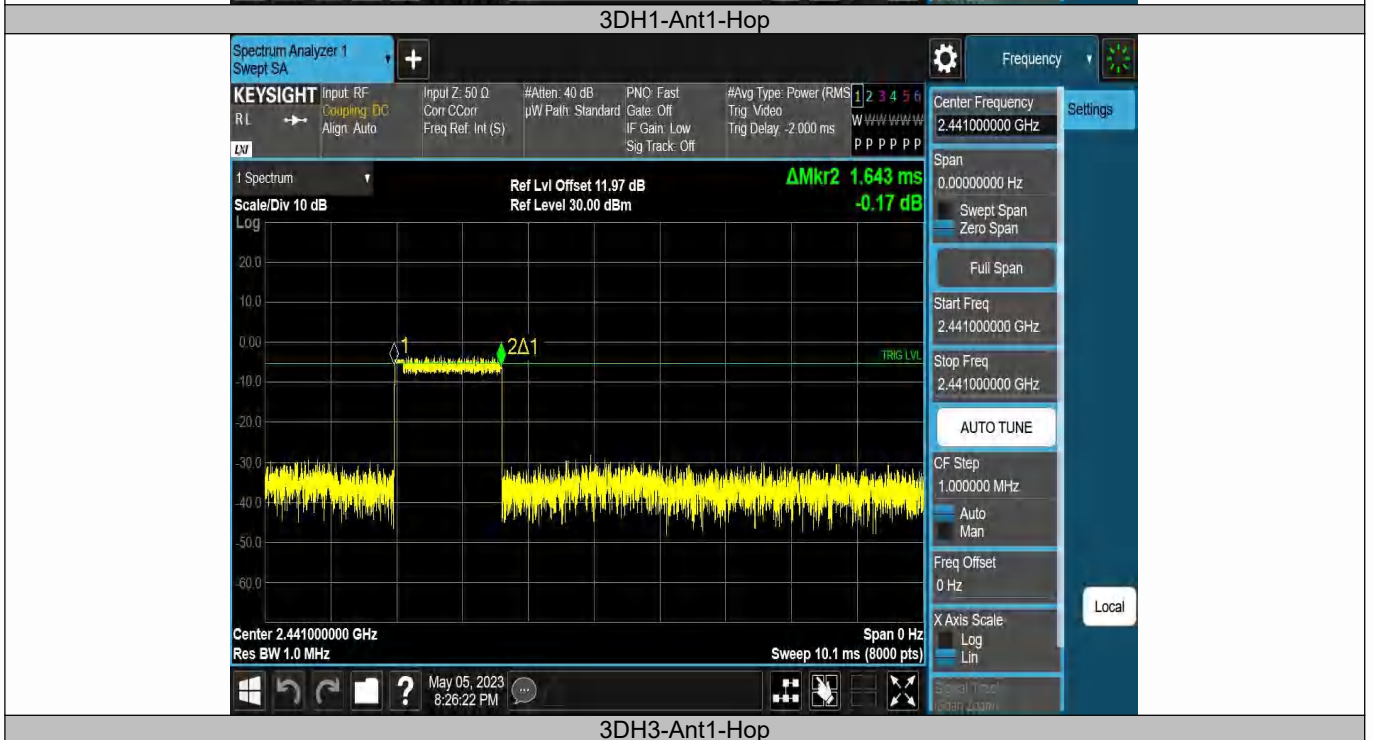 3DH1-Ant1-Hop
Spectrum Analyzer 1
Swept SA
+
Frequency
KEYSIGHT
RL
LXI
Input: RF
Coupling: DC
Align: Auto
Input Z: 50 Ω
Corr CCorr
Freq Ref: Int (S)
#Atten: 40 dB
µW Path: Standard
PNO: Fast
Gate: Off
IF Gain: Low
Sig Track: Off
#Avg Type: Power (RMS
Trig: Video
Trig Delay: -2.000 ms
1 2 3 4 5 6
W W W W W W
P P P P P P
Center Frequency
2.441000000 GHz
Settings
1 Spectrum
Scale/Div 10 dB
Ref Lvl Offset 11.97 dB
Ref Level 30.00 dBm
ΔMkr2 1.643 ms
-0.17 dB
Span
0.00000000 Hz
Swept Span
Zero Span
Full Span
Start Freq
2.441000000 GHz
Stop Freq
2.441000000 GHz
AUTO TUNE
CF Step
1.000000 MHz
Auto
Man
Freq Offset
0 Hz
X Axis Scale
Log
Lin
Local
Log
20.0
10.0
0.00
-10.0
-20.0
-30.0
-40.0
-50.0
-60.0
1
2Δ1
TRIG LVL
Center 2.441000000 GHz
Res BW 1.0 MHz
Span 0 Hz
Sweep 10.1 ms (8000 pts)
?
May 05, 2023
8:26:22 PM
3DH3-Ant1-Hop